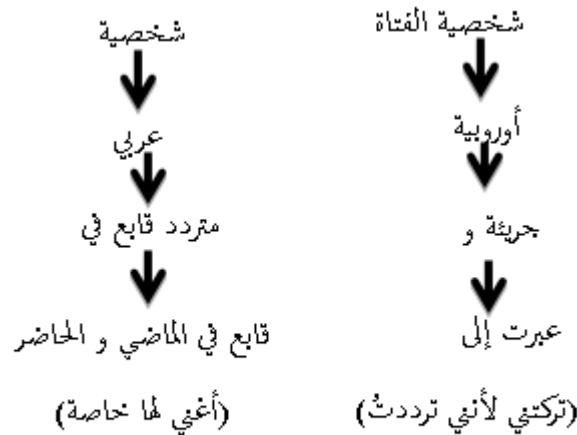 شخصية الفتاة
أوروبية
جريئة و
عبرت إلى
(تركتني لأنني ترددتُ)
شخصية
عربي
متردد قابع في
قابع في الماضي و الحاضر
(أغني لها خاصة)